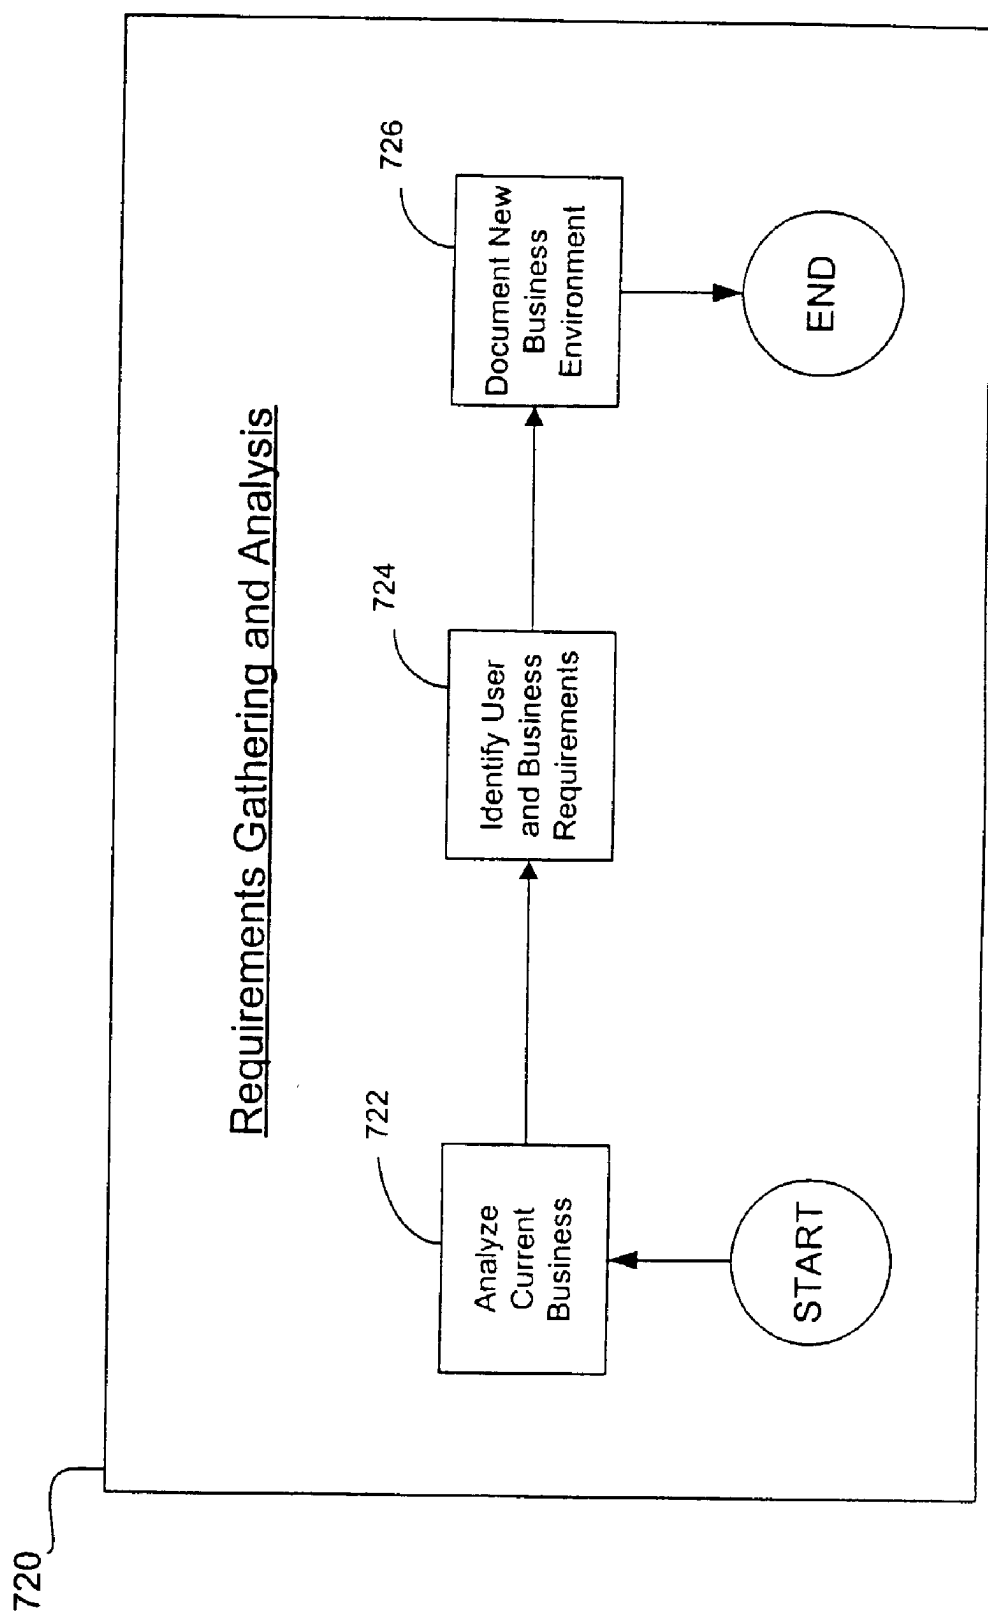 720
Requirements Gathering and Analysis
722
Analyze
Current
Business
724
Identify User
and Business
Requirements
726
Document New
Business
Environment
START
END